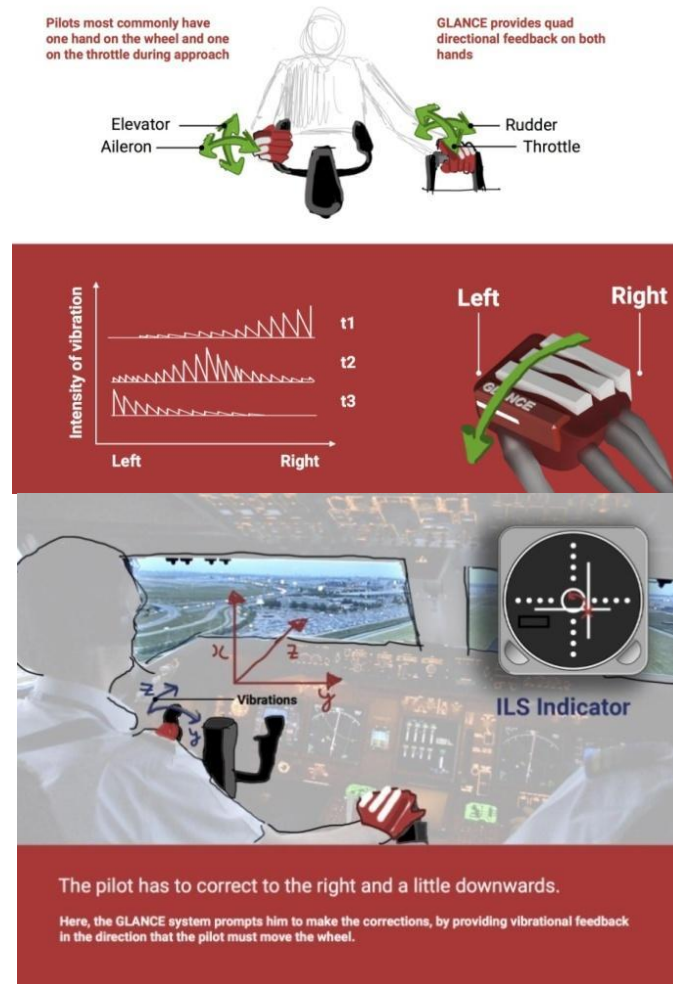 Pilots most commonly have
one hand on the wheel and one
on the throttle during approach
GLANCE provides quad
directional feedback on both
hands
Elevator
Aileron
Rudder
Throttle
Intensity of vibration
t1
t2
t3
Left
Right
Left
Right
GLANCE
x
z
y
z
y
Vibrations
ILS Indicator
The pilot has to correct to the right and a little downwards.
Here, the GLANCE system prompts him to make the corrections, by providing vibrational feedback
in the direction that the pilot must move the wheel.